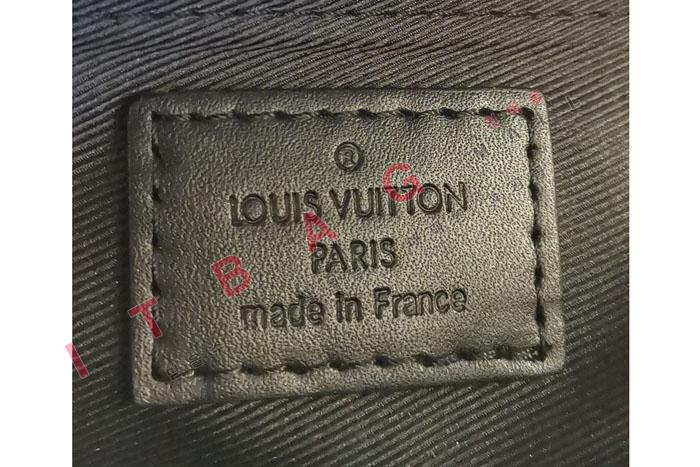 ®
LOUIS VUITTON
PARIS
made in France
ITBAG